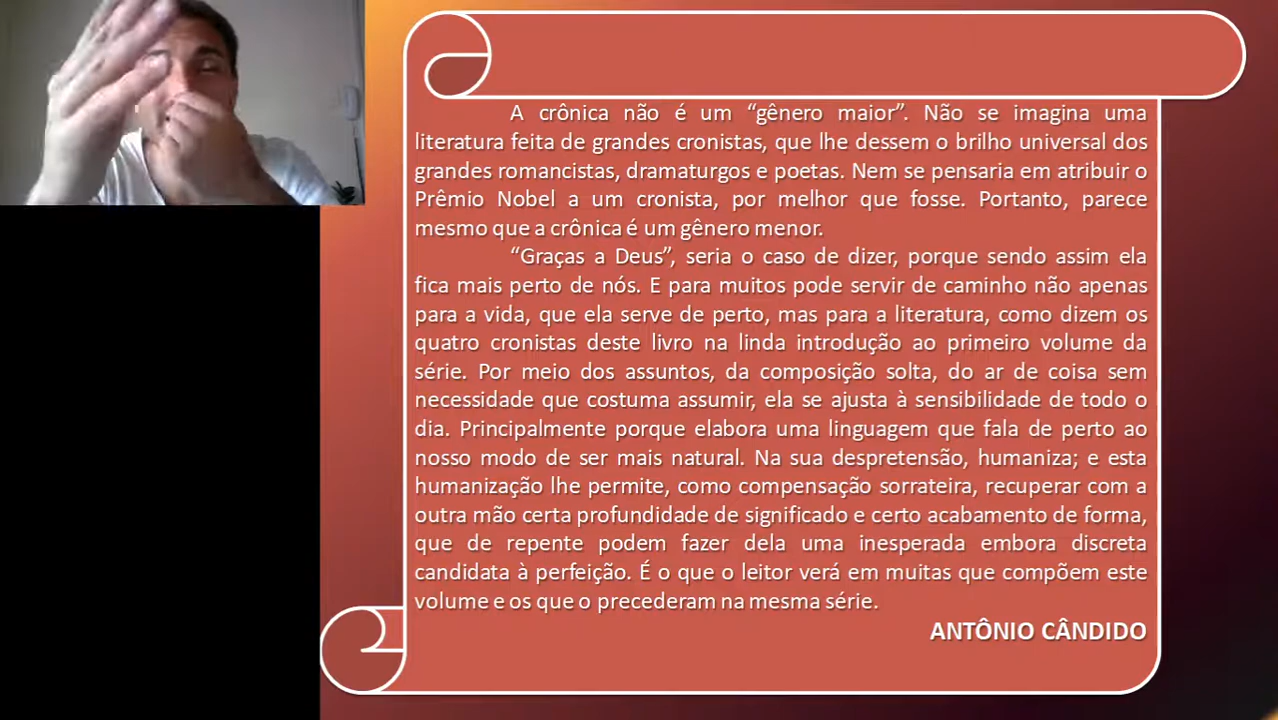 A crônica não é um “gênero maior”. Não se imagina uma
literatura feita de grandes cronistas, que lhe dessem o brilho universal dos
grandes romancistas, dramaturgos e poetas. Nem se pensaria em atribuir o
Prêmio Nobel a um cronista, por melhor que fosse. Portanto, parece
mesmo que a crônica é um gênero menor.
“Graças a Deus”, seria o caso de dizer, porque sendo assim ela
fica mais perto de nós. E para muitos pode servir de caminho não apenas
para a vida, que ela serve de perto, mas para a literatura, como dizem os
quatro cronistas deste livro na linda introdução ao primeiro volume da
série. Por meio dos assuntos, da composição solta, do ar de coisa sem
necessidade que costuma assumir, ela se ajusta à sensibilidade de todo o
dia. Principalmente porque elabora uma linguagem que fala de perto ao
nosso modo de ser mais natural. Na sua despretensão, humaniza; e esta
humanização lhe permite, como compensação sorrateira, recuperar com a
outra mão certa profundidade de significado e certo acabamento de forma,
que de repente podem fazer dela uma inesperada embora discreta
candidata à perfeição. É o que o leitor verá em muitas que compõem este
volume e os que o precederam na mesma série.
ANTÔNIO CÂNDIDO